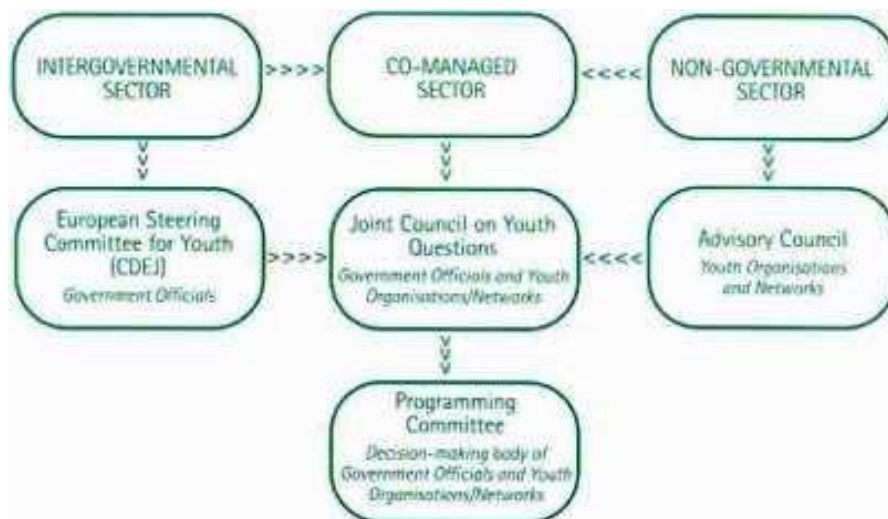 INTERGOVERNMENTAL
SECTOR
>>>>
CO-MANAGED
SECTOR
<<<<
NON-GOVERNMENTAL
SECTOR
European Steering
Committee for Youth
(CDEJ)
Government Officials
>>>>
Joint Council on Youth
Questions
Government Officials and Youth
Organisations/Networks
<<<<
Advisory Council
Youth Organisations
and Networks
Programming
Committee
Decision-making body of
Government Officials and Youth
Organisations/Networks